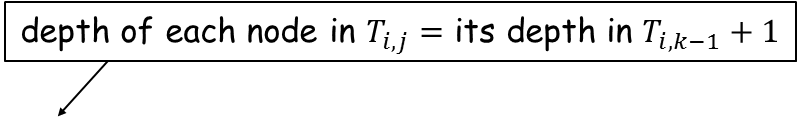 depth of each node in T_{i,j} = its depth in T_{i,k-1} + 1